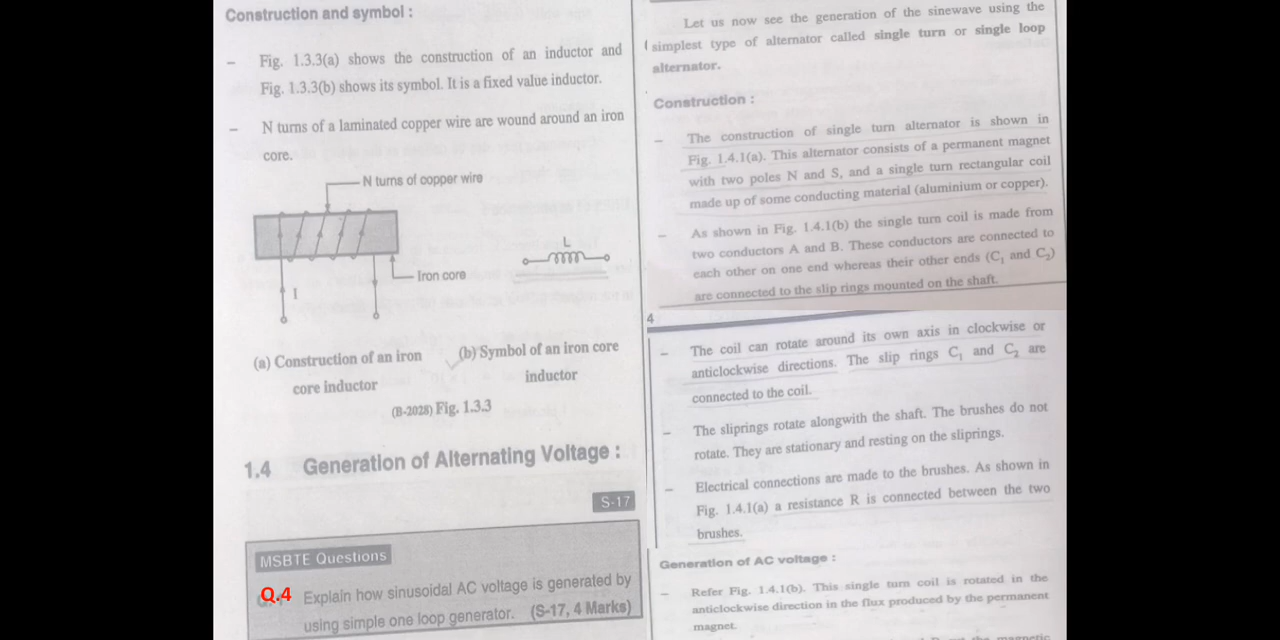 Construction and symbol :
– Fig. 1.3.3(a) shows the construction of an inductor and
Fig. 1.3.3(b) shows its symbol. It is a fixed value inductor.
– N turns of a laminated copper wire are wound around an iron
core.
N turns of copper wire
L
Iron core
I
(a) Construction of an iron
core inductor
(b) Symbol of an iron core
inductor
(B-2028) Fig. 1.3.3
1.4 Generation of Alternating Voltage :
S-17
MSBTE Questions
Q.4 Explain how sinusoidal AC voltage is generated by
using simple one loop generator. (S-17, 4 Marks)
Let us now see the generation of the sinewave using the
simplest type of alternator called single turn or single loop
alternator.
Construction :
– The construction of single turn alternator is shown in
Fig. 1.4.1(a). This alternator consists of a permanent magnet
with two poles N and S, and a single turn rectangular coil
made up of some conducting material (aluminium or copper).
– As shown in Fig. 1.4.1(b) the single turn coil is made from
two conductors A and B. These conductors are connected to
each other on one end whereas their other ends (C₁ and C₂)
are connected to the slip rings mounted on the shaft.
4
– The coil can rotate around its own axis in clockwise or
anticlockwise directions. The slip rings C₁ and C₂ are
connected to the coil.
– The sliprings rotate alongwith the shaft. The brushes do not
rotate. They are stationary and resting on the sliprings.
– Electrical connections are made to the brushes. As shown in
Fig. 1.4.1(a) a resistance R is connected between the two
brushes.
Generation of AC voltage :
– Refer Fig. 1.4.1(b). This single turn coil is rotated in the
anticlockwise direction in the flux produced by the permanent
magnet.